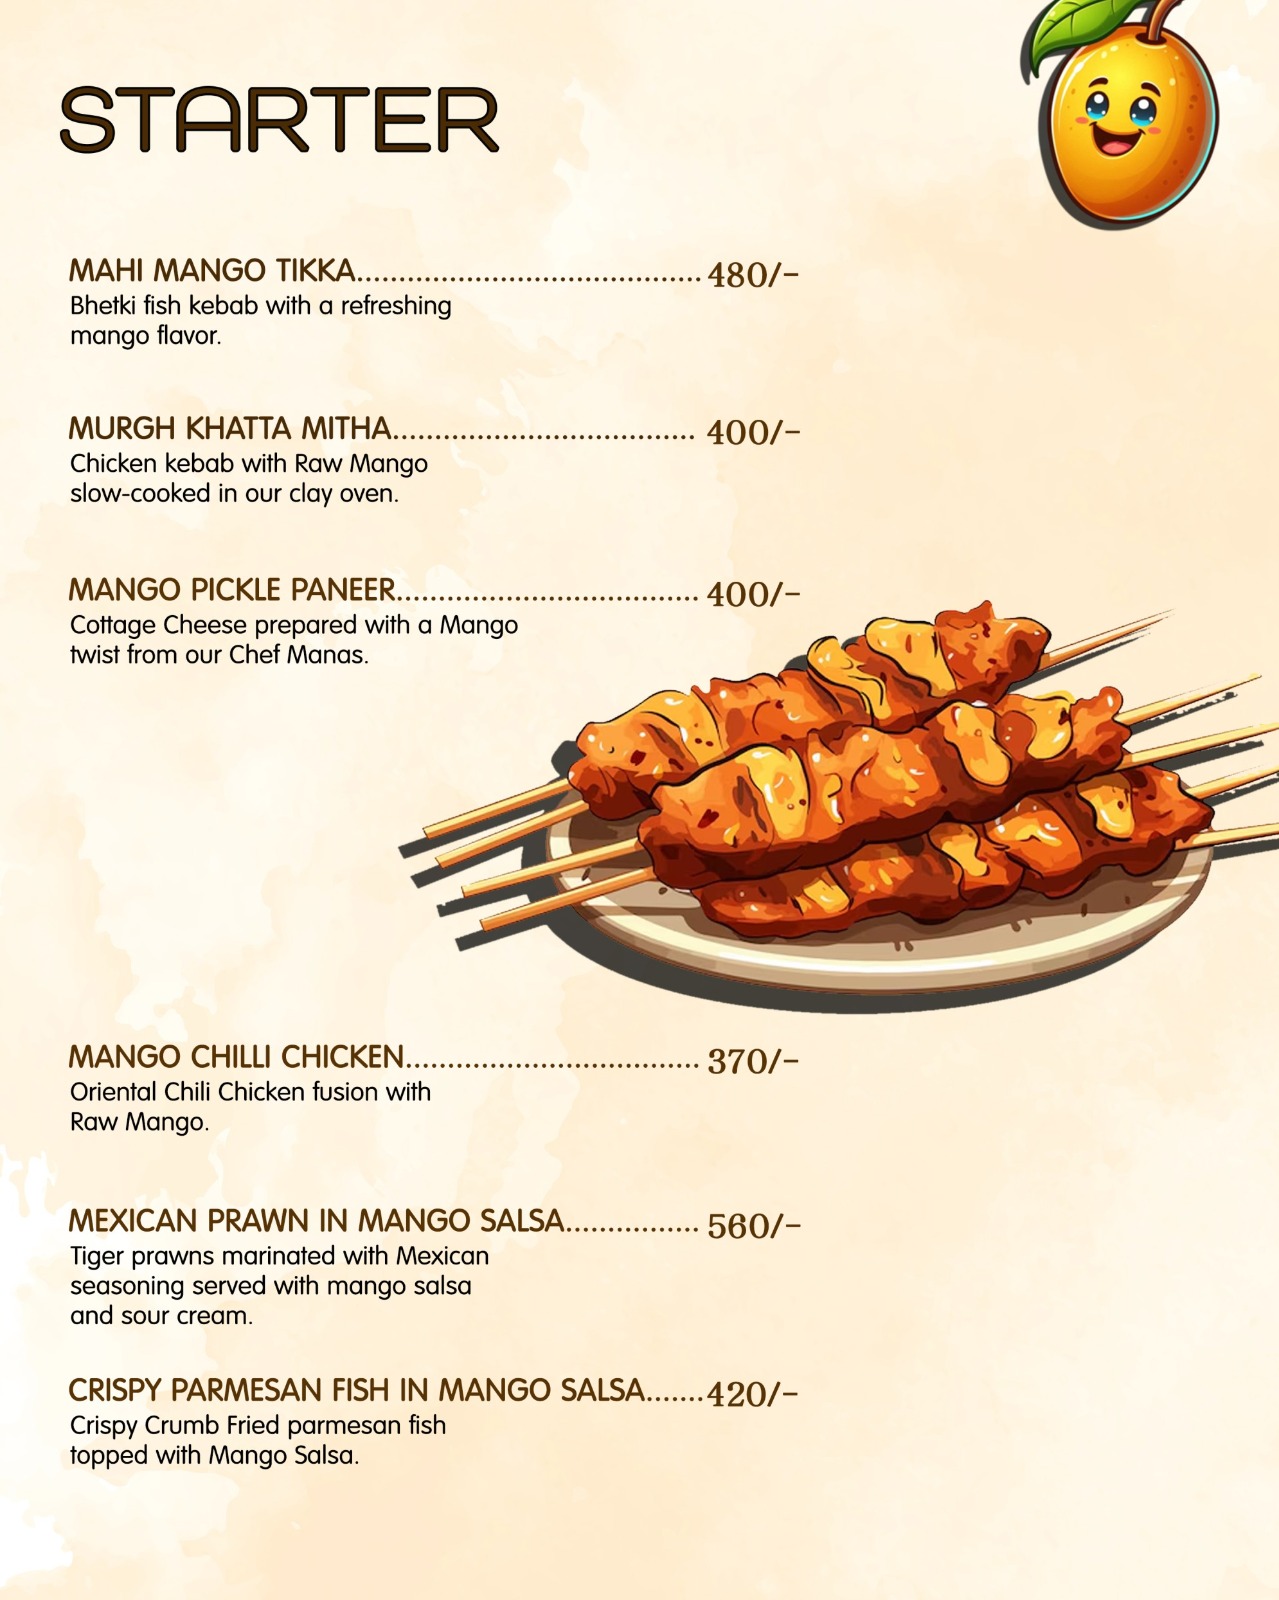 STARTER
MAHI MANGO TIKKA.........................................480/-
Bhetki fish kebab with a refreshing
mango flavor.
MURGH KHATTA MITHA....................................400/-
Chicken kebab with Raw Mango
slow-cooked in our clay oven.
MANGO PICKLE PANEER....................................400/-
Cottage Cheese prepared with a Mango
twist from our Chef Manas.
MANGO CHILLI CHICKEN...................................370/-
Oriental Chili Chicken fusion with
Raw Mango.
MEXICAN PRAWN IN MANGO SALSA................560/-
Tiger prawns marinated with Mexican
seasoning served with mango salsa
and sour cream.
CRISPY PARMESAN FISH IN MANGO SALSA.......420/-
Crispy Crumb Fried parmesan fish
topped with Mango Salsa.